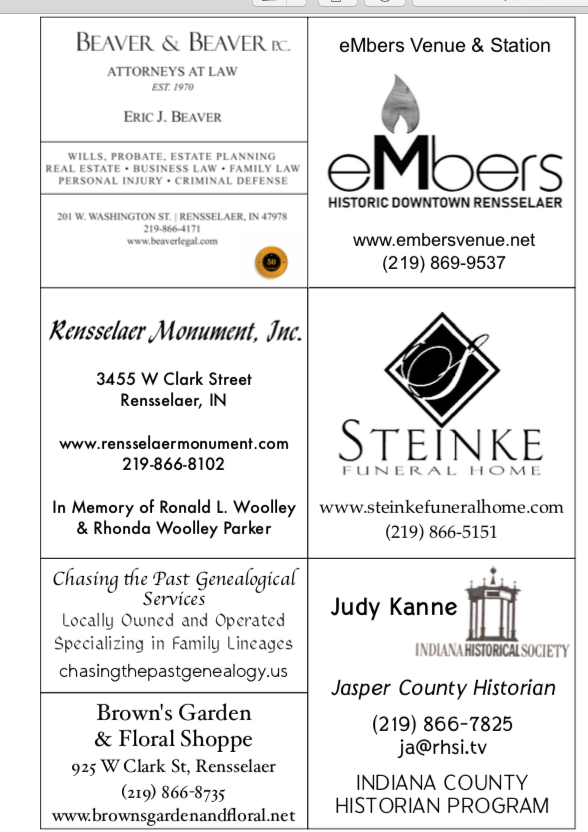 BEAVER & BEAVER P.C.
ATTORNEYS AT LAW
EST. 1970
ERIC J. BEAVER
WILLS, PROBATE, ESTATE PLANNING
REAL ESTATE • BUSINESS LAW • FAMILY LAW
PERSONAL INJURY • CRIMINAL DEFENSE
201 W. WASHINGTON ST. | RENSSELAER, IN 47978
219-866-4171
www.beaverlegal.com
50
eMbers Venue & Station
eMbers
HISTORIC DOWNTOWN RENSSELAER
www.embersvenue.net
(219) 869-9537
Rensselaer Monument, Inc.
3455 W Clark Street
Rensselaer, IN
www.rensselaermonument.com
219-866-8102
In Memory of Ronald L. Woolley
& Rhonda Woolley Parker
S
STEINKE
FUNERAL HOME
www.steinkefuneralhome.com
(219) 866-5151
Chasing the Past Genealogical
Services
Locally Owned and Operated
Specializing in Family Lineages
chasingthepastgenealogy.us
Brown's Garden
& Floral Shoppe
925 W Clark St, Rensselaer
(219) 866-8735
www.brownsgardenandfloral.net
Judy Kanne
INDIANA HISTORICAL SOCIETY
Jasper County Historian
(219) 866-7825
ja@rhsi.tv
INDIANA COUNTY
HISTORIAN PROGRAM